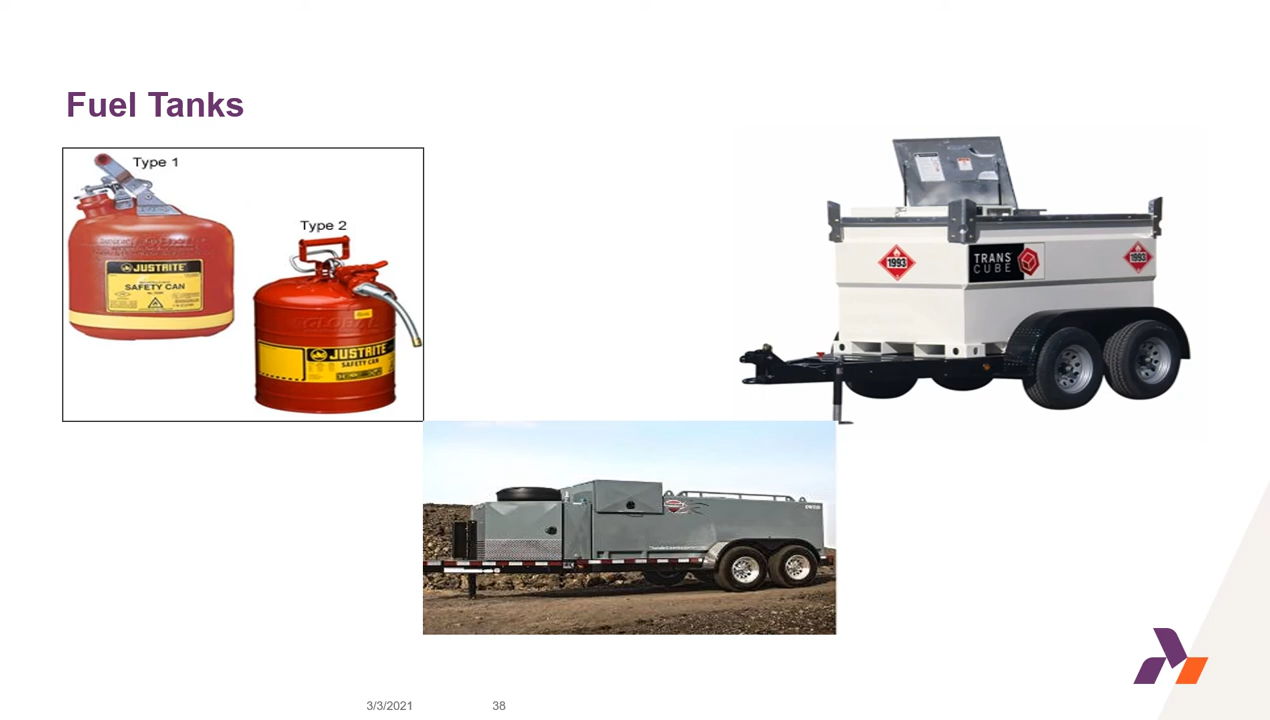 Fuel Tanks
Type 1
JUSTRITE
SAFETY CAN
Type 2
GLOBAL
JUSTRITE
SAFETY CAN
1993
TRANS
CUBE
1993
3/3/2021
38